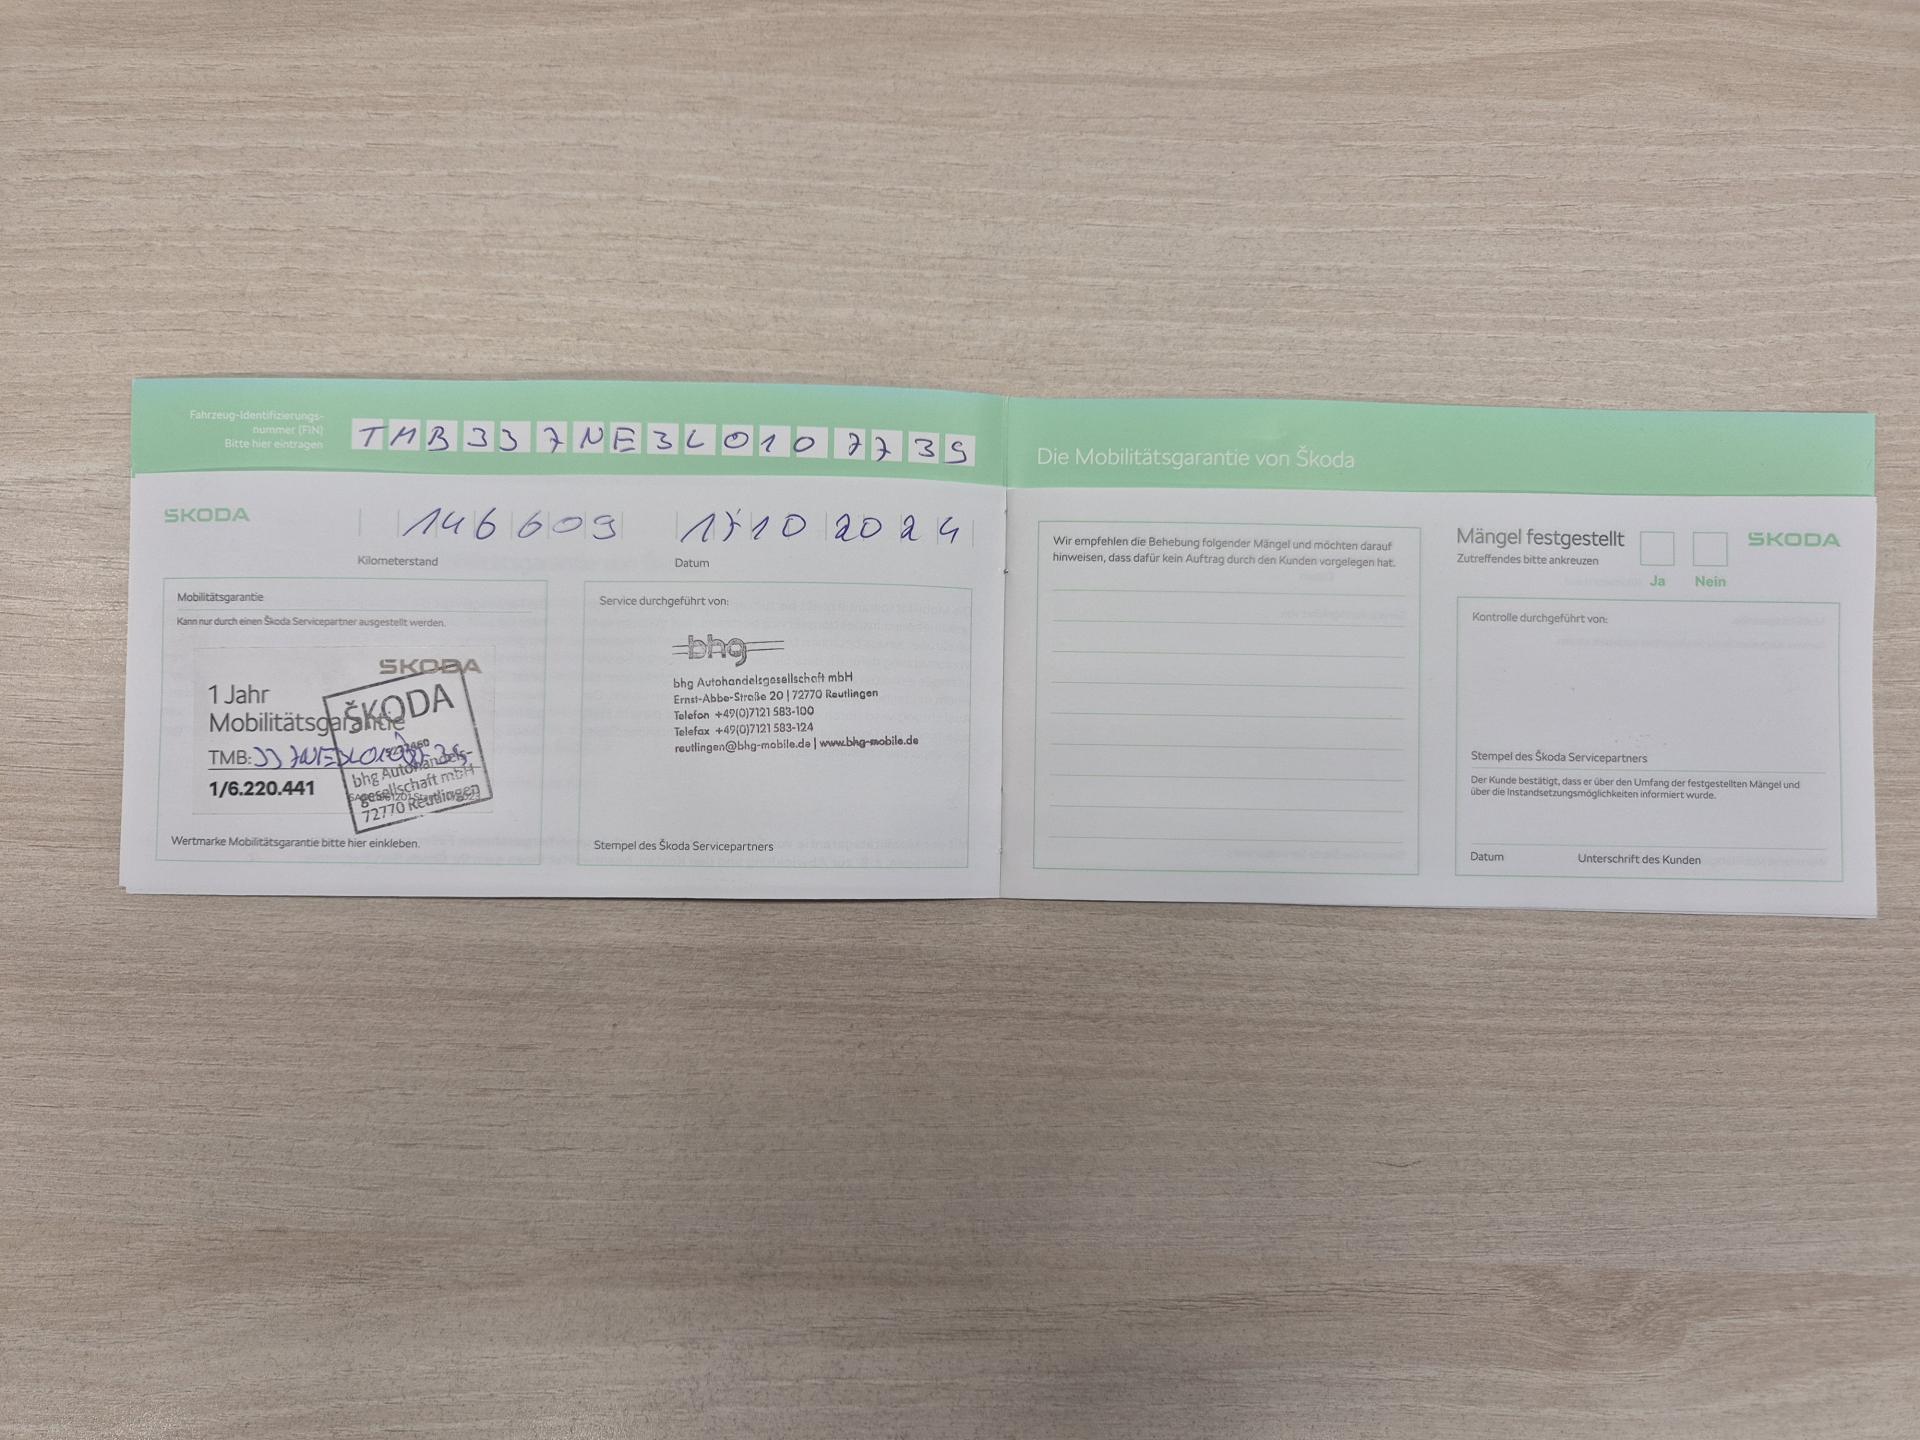 Fahrzeug-Identifizierungs-
nummer (FIN)
Bitte hier eintragen
TMB337NE3L0107739
SKODA
146609
17102024
Kilometerstand
Datum
Mobilitätsgarantie
Kann nur durch einen Škoda Servicepartner ausgestellt werden.
SKODA
1 Jahr
Mobilitätsgarantie
TMB:
1/6.220.441
ŠKODA
bhg Autohandels-
gesellschaft mbH
72770 Reutlingen
Wertmarke Mobilitätsgarantie bitte hier einkleben.
Service durchgeführt von:
bhg
bhg Autohandelsgesellschaft mbH
Ernst-Abbe-Straße 20 | 72770 Reutlingen
Telefon +49(0)7121 583-100
Telefax +49(0)7121 583-124
reutlingen@bhg-mobile.de | www.bhg-mobile.de
Stempel des Škoda Servicepartners
Die Mobilitätsgarantie von Škoda
Wir empfehlen die Behebung folgender Mängel und möchten darauf
hinweisen, dass dafür kein Auftrag durch den Kunden vorgelegen hat.
Mängel festgestellt
Zutreffendes bitte ankreuzen
Ja
Nein
SKODA
Kontrolle durchgeführt von:
Stempel des Škoda Servicepartners
Der Kunde bestätigt, dass er über den Umfang der festgestellten Mängel und
über die Instandsetzungsmöglichkeiten informiert wurde.
Datum
Unterschrift des Kunden